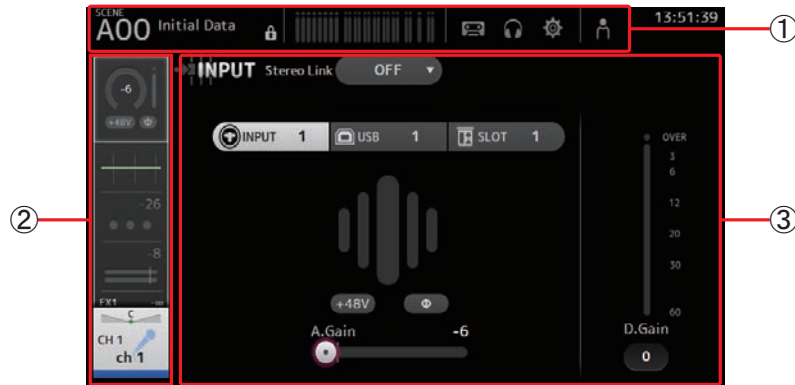 SCENE
A00 Initial Data
13:51:39
①
-6
+48V Φ
-26
-8
FX1 -∞
C
CH 1
ch 1
②
INPUT Stereo Link OFF
INPUT 1 USB 1 SLOT 1
+48V Φ
A.Gain -6
OVER
3
6
12
20
30
60
D.Gain
0
③